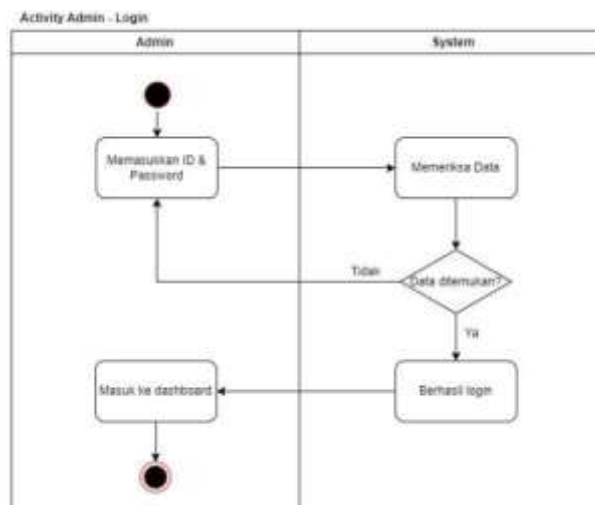 Activity Admin - Login
Admin
System
Memasukkan ID &
Password
Memeriksa Data
Tidak
Data ditemukan?
Ya
Masuk ke dashboard
Berhasil login